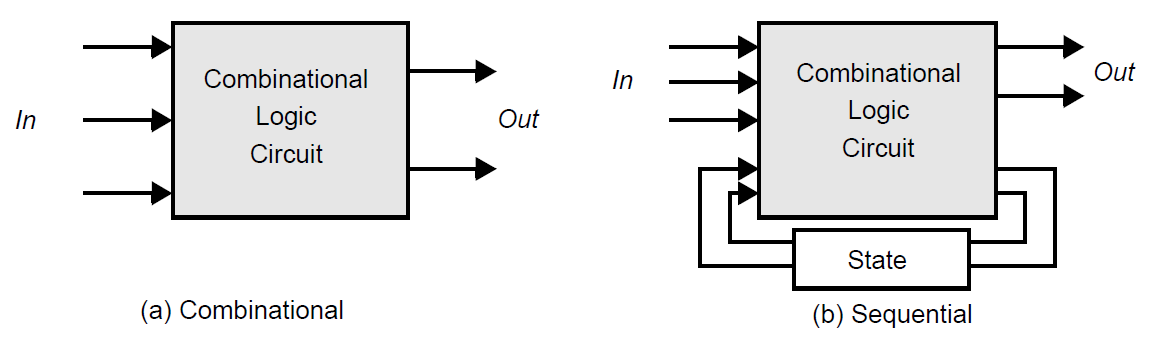 In
Combinational
Logic
Circuit
Out
(a) Combinational
In
Combinational
Logic
Circuit
Out
State
(b) Sequential